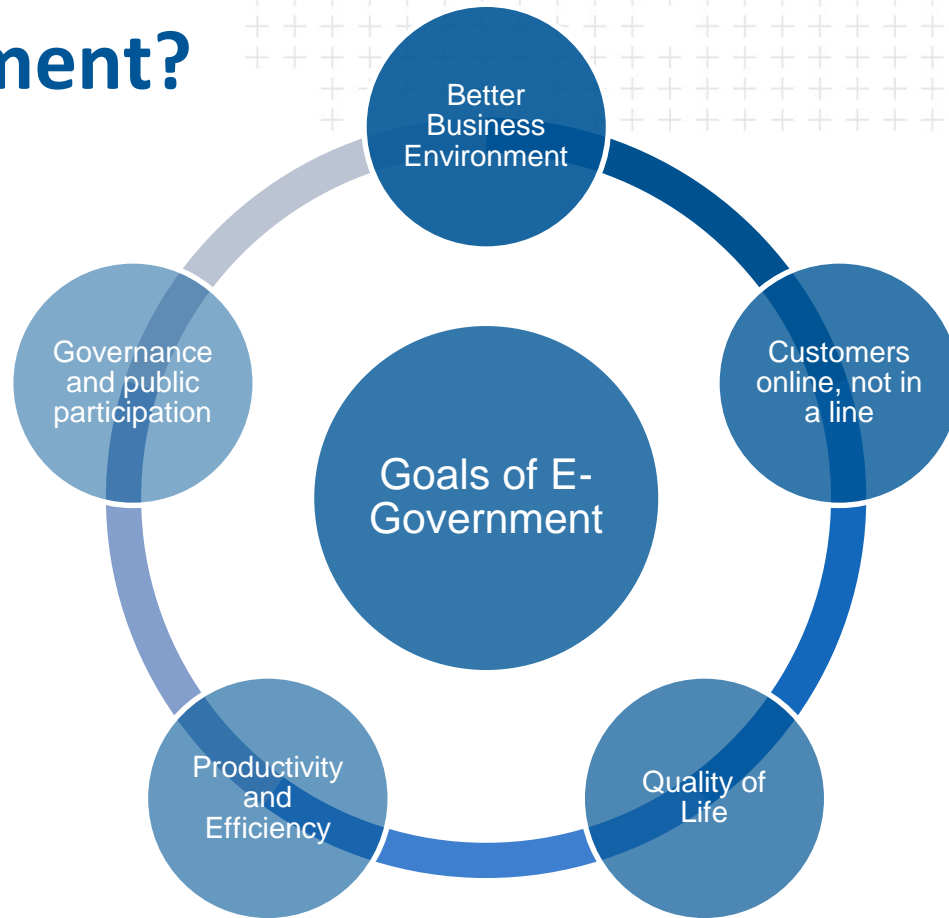 ment?
Better
Business
Environment
Customers
online, not in
a line
Quality of
Life
Productivity
and
Efficiency
Governance
and public
participation
Goals of E-
Government